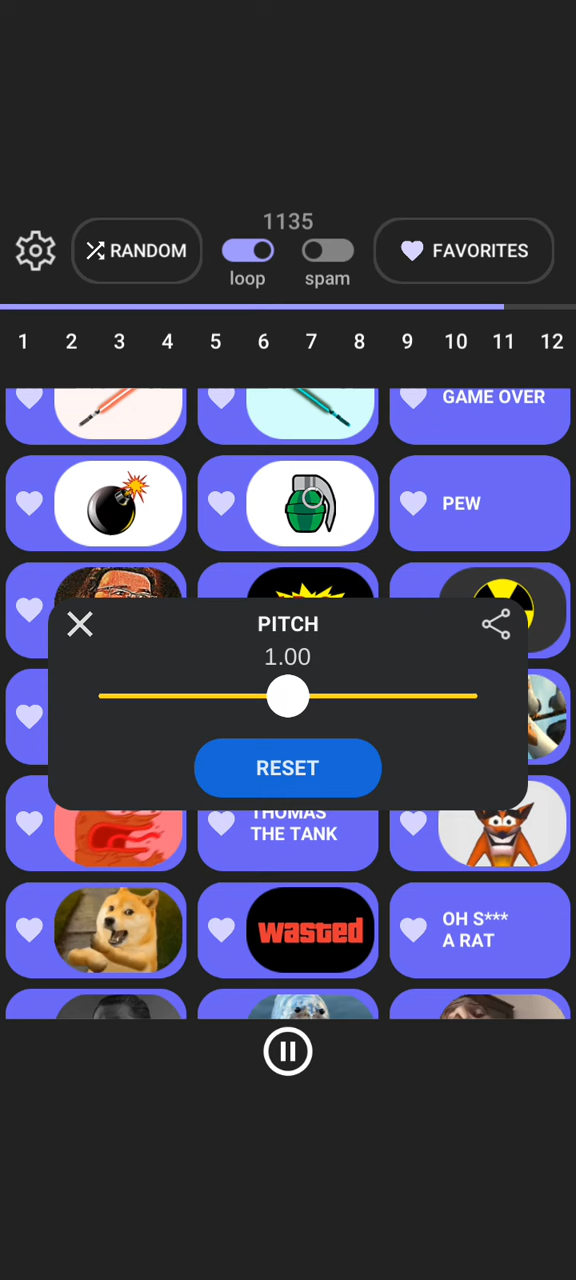 1135
RANDOM
FAVORITES
loop
spam
1 2 3 4 5 6 7 8 9 10 11 12
GAME OVER
PEW
PITCH
1.00
RESET
THOMAS
THE TANK
wasted
OH S***
A RAT